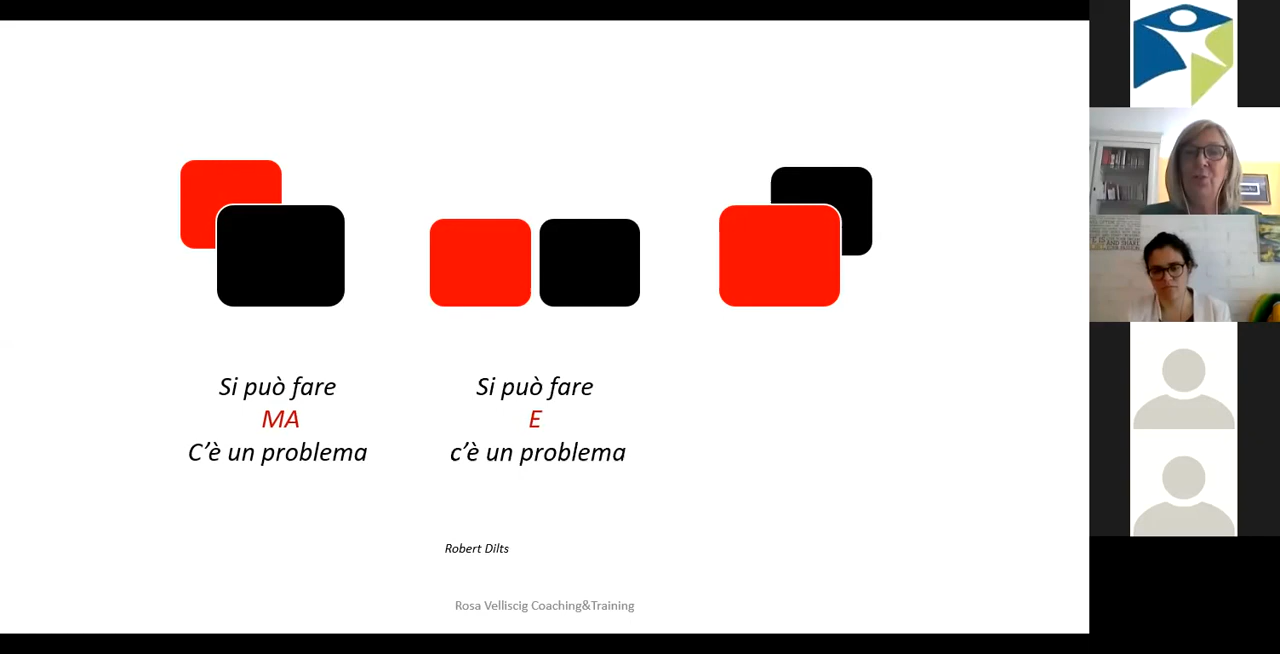 Si può fare
MA
C'è un problema
Si può fare
E
c'è un problema
Robert Dilts
Rosa Velliscig Coaching&Training